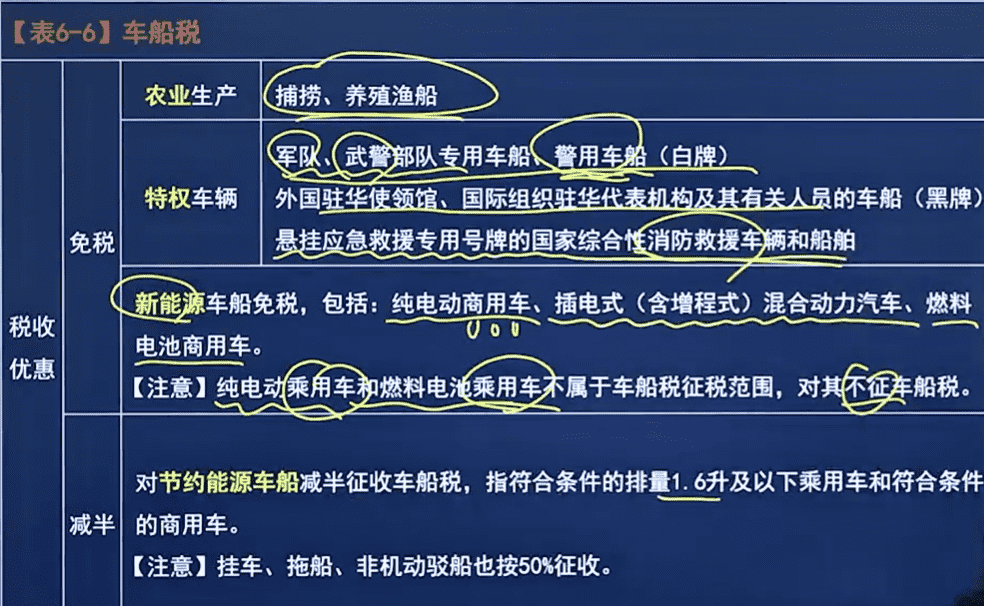 【表6-6】车船税
税收
优惠
免税
农业生产
捕捞、养殖渔船
特权车辆
军队、武警部队专用车船、警用车船（白牌）
外国驻华使领馆、国际组织驻华代表机构及其有关人员的车船（黑牌）
悬挂应急救援专用号牌的国家综合性消防救援车辆和船舶
新能源车船免税，包括：纯电动商用车、插电式（含增程式）混合动力汽车、燃料
电池商用车。
【注意】纯电动乘用车和燃料电池乘用车不属于车船税征税范围，对其不征车船税。
减半
对节约能源车船减半征收车船税，指符合条件的排量1.6升及以下乘用车和符合条件
的商用车。
【注意】挂车、拖船、非机动驳船也按50%征收。